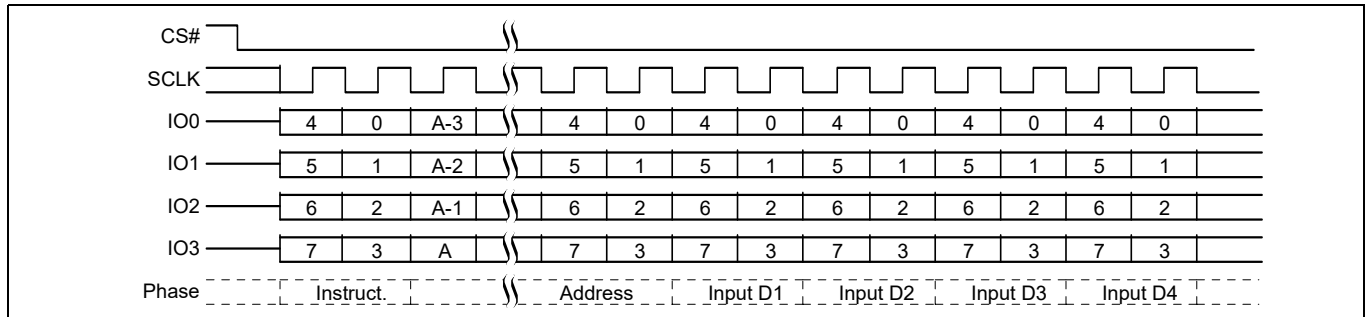 CS#
SCLK
IO0 4 0 A-3 4 0 4 0 4 0 4 0 4 0
IO1 5 1 A-2 5 1 5 1 5 1 5 1 5 1
IO2 6 2 A-1 6 2 6 2 6 2 6 2 6 2
IO3 7 3 A 7 3 7 3 7 3 7 3 7 3
Phase Instruct. Address Input D1 Input D2 Input D3 Input D4